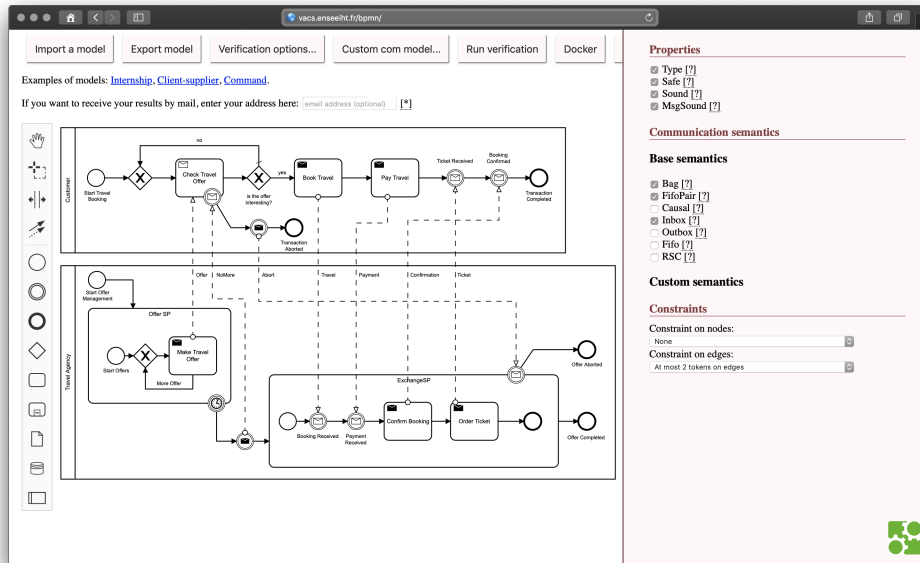 vacs.enseeiht.fr/bpmn/
Import a model
Export model
Verification options...
Custom com model...
Run verification
Docker
Examples of models: Internship, Client-supplier, Command.
If you want to receive your results by mail, enter your address here: email address (optional) [*]
Customer
Start Travel
Booking
no
Check Travel
Offer
yes
is the offer
interesting?
Book Travel
Pay Travel
Ticket Received
Booking
Confirmed
Transaction
Completed
Transaction
Aborted
Offer
NoMore
Abort
Travel
Payment
Confirmation
Ticket
Travel Agency
Start Offer
Management
Offer SP
Start Offers
Make Travel
Offer
More Offer
ExchangeSP
Booking Received
Payment
Received
Confirm Booking
Order Ticket
Offer Aborted
Offer Completed
Properties
Type [?]
Safe [?]
Sound [?]
MsgSound [?]
Communication semantics
Base semantics
Bag [?]
FifoPair [?]
Causal [?]
Inbox [?]
Outbox [?]
Fifo [?]
RSC [?]
Custom semantics
Constraints
Constraint on nodes:
None
Constraint on edges:
At most 2 tokens on edges